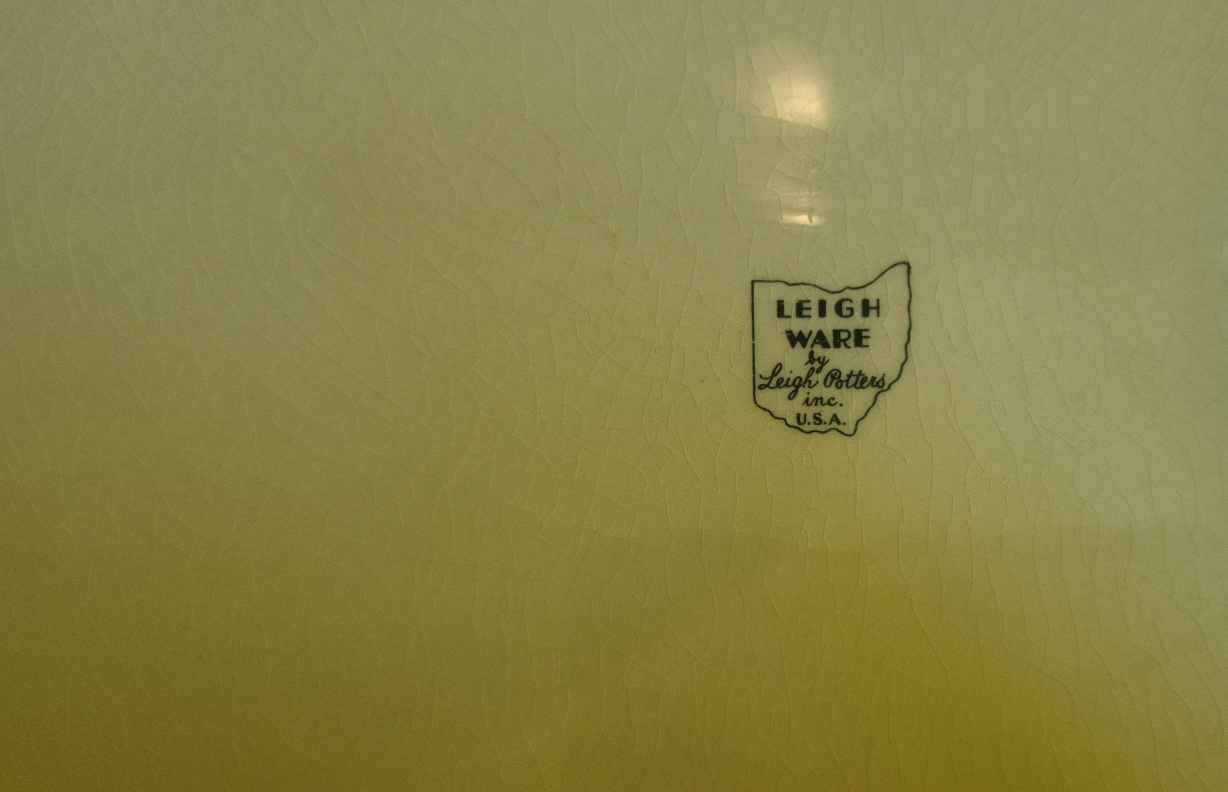 LEIGH
WARE
by
Leigh Potters
inc.
U.S.A.